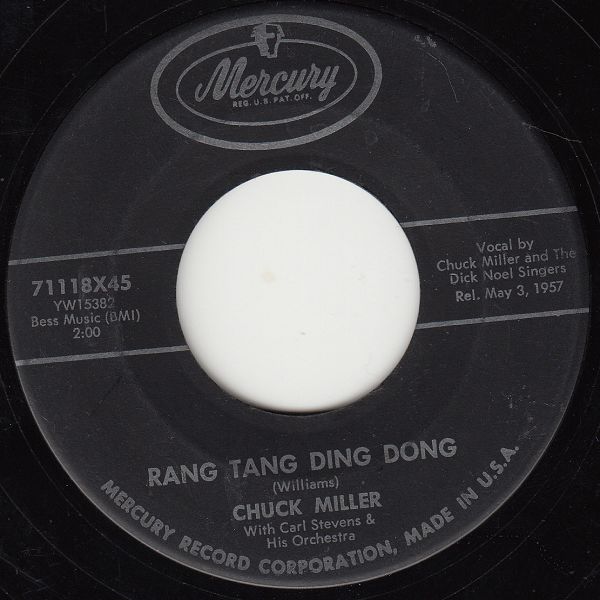 Mercury
REG. U.S. PAT. OFF.
71118X45
YW15382
Bess Music (BMI)
2:00
Vocal by
Chuck Miller and The
Dick Noel Singers
Rel. May 3, 1957
RANG TANG DING DONG
(Williams)
CHUCK MILLER
With Carl Stevens &
His Orchestra
MERCURY RECORD CORPORATION, MADE IN U.S.A.